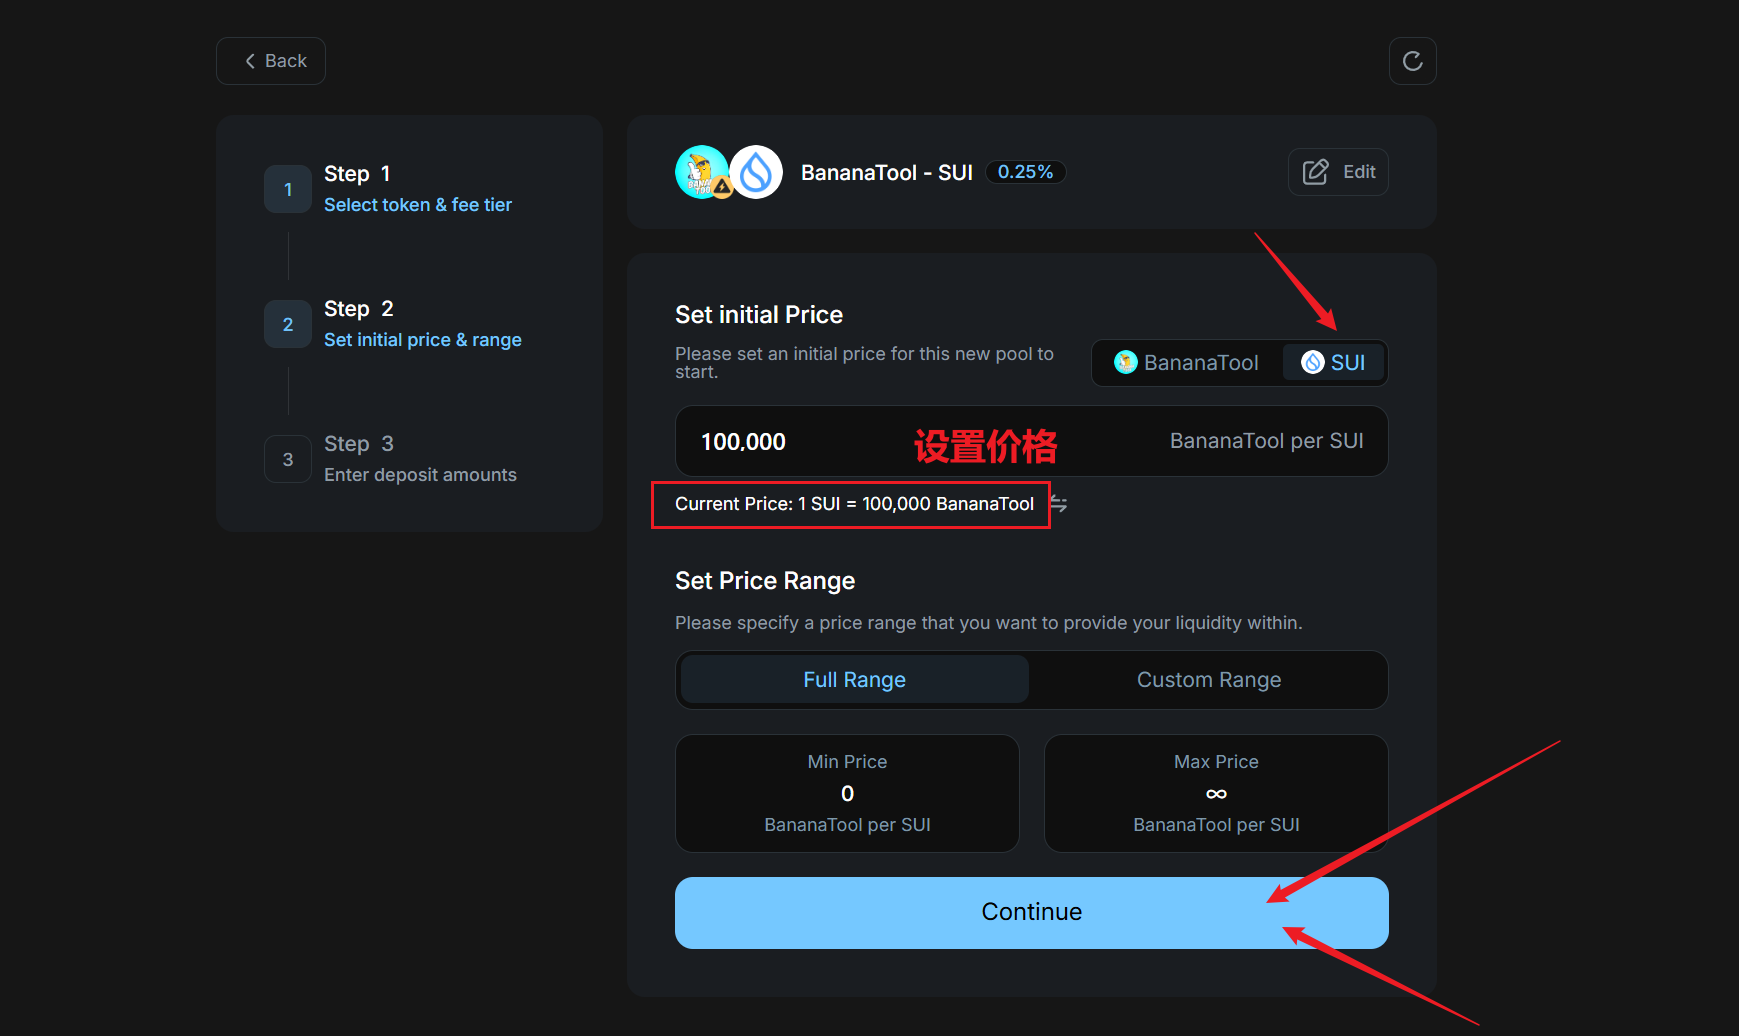 Back
1
Step 1
Select token & fee tier
2
Step 2
Set initial price & range
3
Step 3
Enter deposit amounts
BANANA
TOOL
BananaTool - SUI
0.25%
Edit
Set initial Price
Please set an initial price for this new pool to
start.
BananaTool
SUI
100,000
设置价格
BananaTool per SUI
Current Price: 1 SUI = 100,000 BananaTool
Set Price Range
Please specify a price range that you want to provide your liquidity within.
Full Range
Custom Range
Min Price
0
BananaTool per SUI
Max Price
∞
BananaTool per SUI
Continue